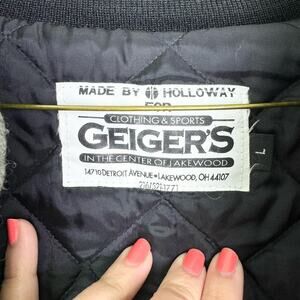 MADE BY HOLLOWAY
FOR
CLOTHING & SPORTS
GEIGER'S
IN THE CENTER OF LAKEWOOD
14710 DETROIT AVENUE • LAKEWOOD, OH 44107
L